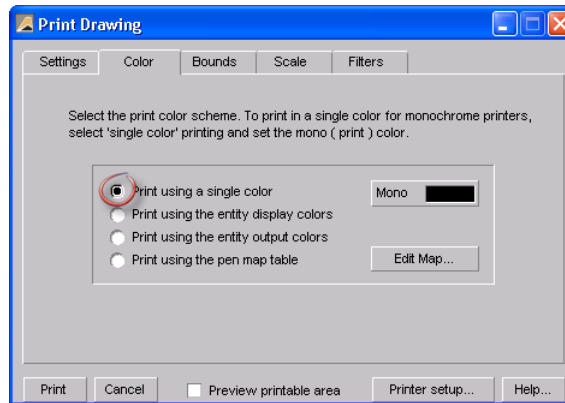 Print Drawing
Settings Color Bounds Scale Filters
Select the print color scheme. To print in a single color for monochrome printers,
select 'single color' printing and set the mono ( print ) color.
Print using a single color Mono
Print using the entity display colors
Print using the entity output colors
Print using the pen map table Edit Map...
Print Cancel Preview printable area Printer setup... Help...